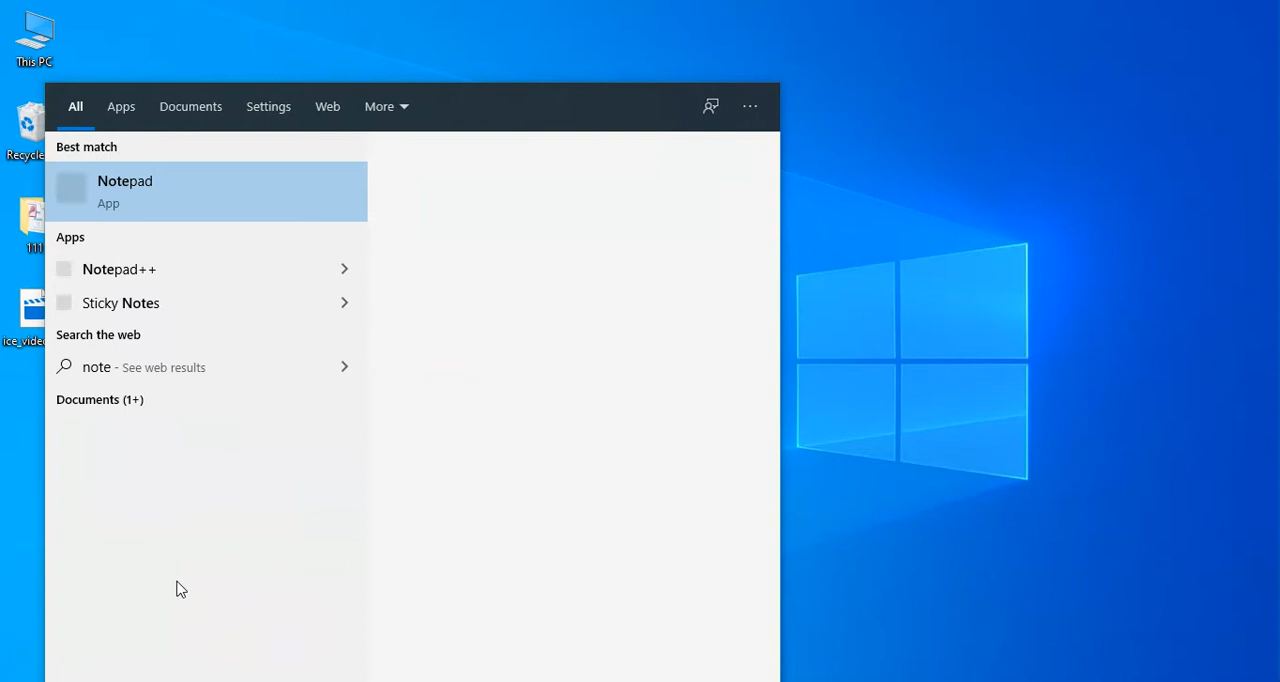 This PC
Recycle
111
ice_video
All Apps Documents Settings Web More
Best match
Notepad
App
Apps
Notepad++
Sticky Notes
Search the web
note - See web results
Documents (1+)